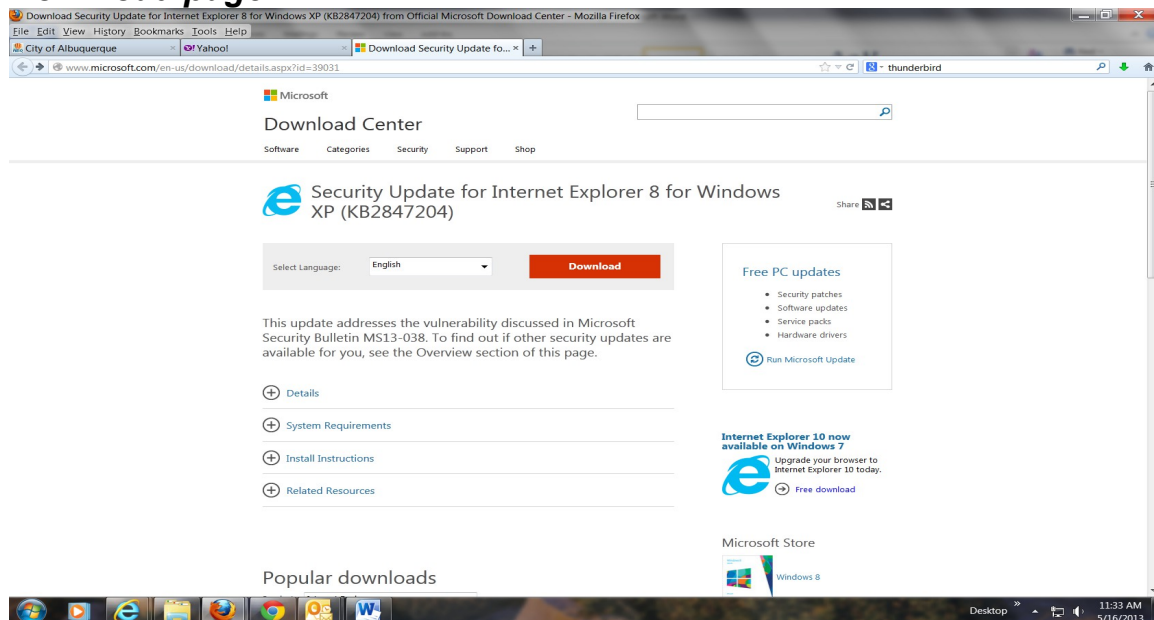 Download Security Update for Internet Explorer 8 for Windows XP (KB2847204) from Official Microsoft Download Center - Mozilla Firefox
File Edit View History Bookmarks Tools Help
City of Albuquerque × Yahoo! × Download Security Update fo... × +
www.microsoft.com/en-us/download/details.aspx?id=39031 thunderbird
Microsoft
Download Center
Software Categories Security Support Shop
Security Update for Internet Explorer 8 for Windows
XP (KB2847204)
Share
Select Language: English Download
This update addresses the vulnerability discussed in Microsoft
Security Bulletin MS13-038. To find out if other security updates are
available for you, see the Overview section of this page.
Details
System Requirements
Install Instructions
Related Resources
Popular downloads
Free PC updates
• Security patches
• Software updates
• Service packs
• Hardware drivers
Run Microsoft Update
Internet Explorer 10 now
available on Windows 7
Upgrade your browser to
Internet Explorer 10 today.
Free download
Microsoft Store
Windows 8
Desktop » 11:33 AM
5/16/2013